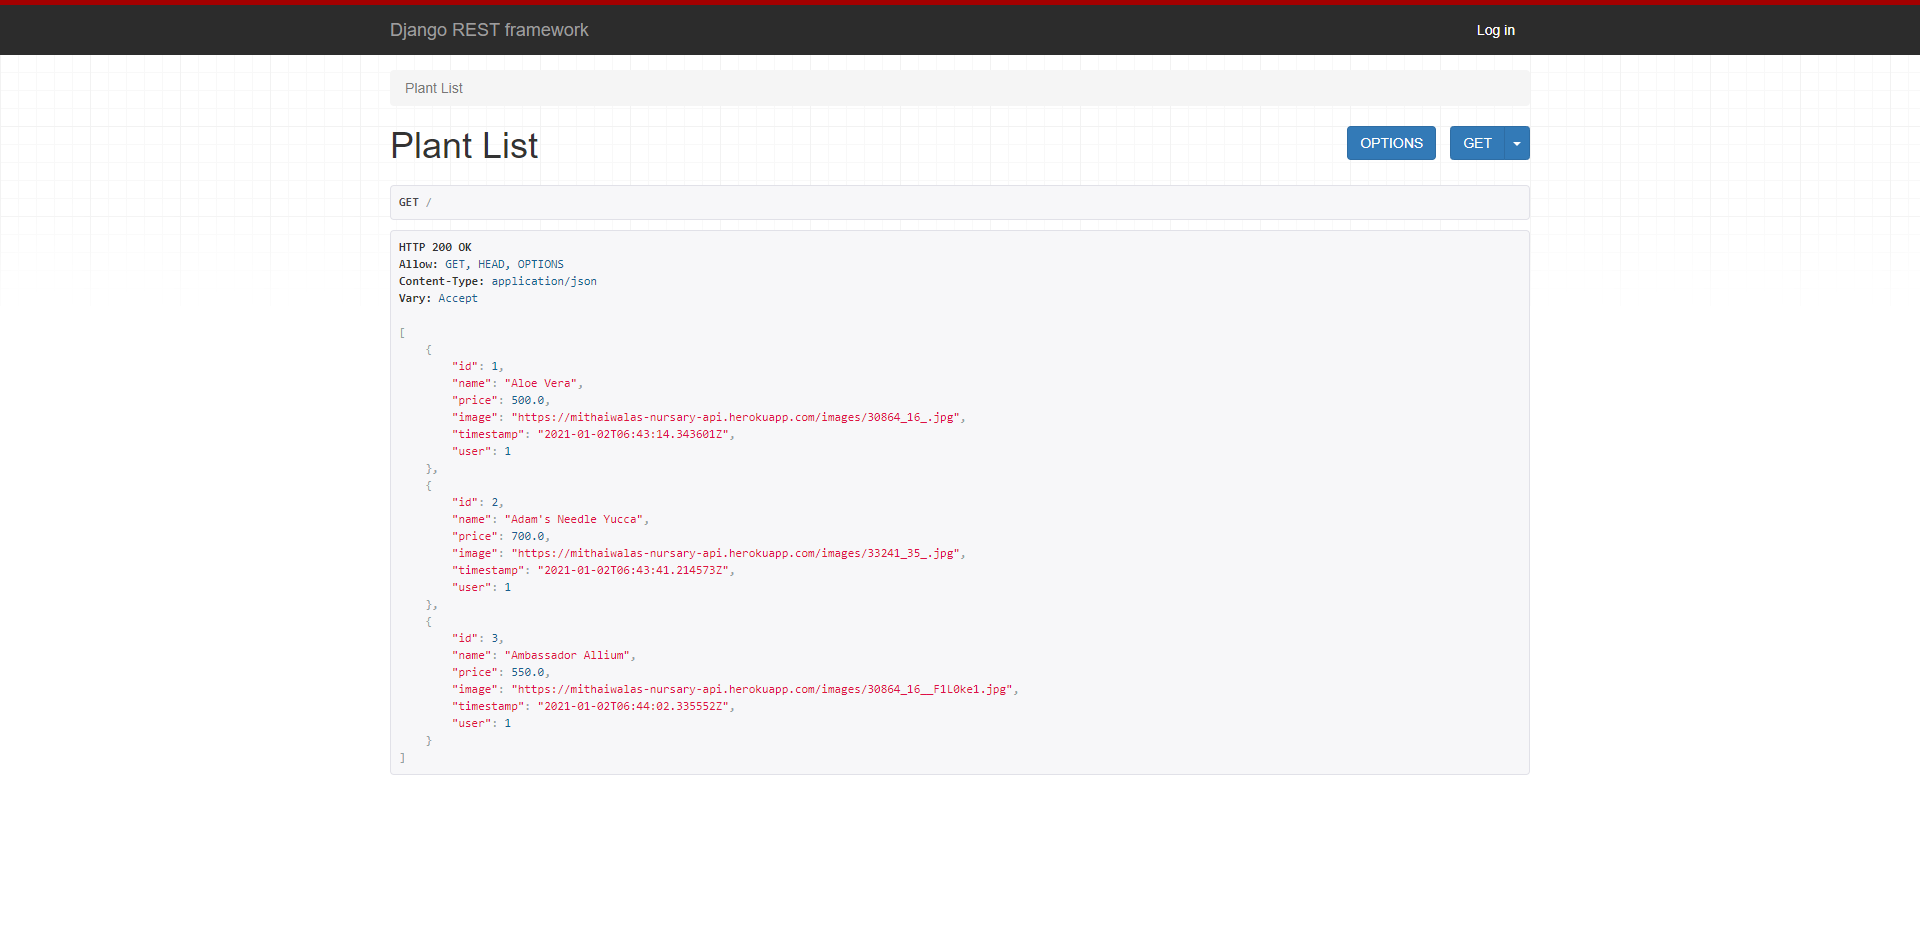 Django REST framework
Log in
Plant List
Plant List
OPTIONS
GET
GET /
HTTP 200 OK
Allow: GET, HEAD, OPTIONS
Content-Type: application/json
Vary: Accept
[
    {
        "id": 1,
        "name": "Aloe Vera",
        "price": 500.0,
        "image": "https://mithaiwalas-nursary-api.herokuapp.com/images/30864_16_.jpg",
        "timestamp": "2021-01-02T06:43:14.343601Z",
        "user": 1
    },
    {
        "id": 2,
        "name": "Adam's Needle Yucca",
        "price": 700.0,
        "image": "https://mithaiwalas-nursary-api.herokuapp.com/images/33241_35_.jpg",
        "timestamp": "2021-01-02T06:43:41.214573Z",
        "user": 1
    },
    {
        "id": 3,
        "name": "Ambassador Allium",
        "price": 550.0,
        "image": "https://mithaiwalas-nursary-api.herokuapp.com/images/30864_16__F1L0ke1.jpg",
        "timestamp": "2021-01-02T06:44:02.335552Z",
        "user": 1
    }
]